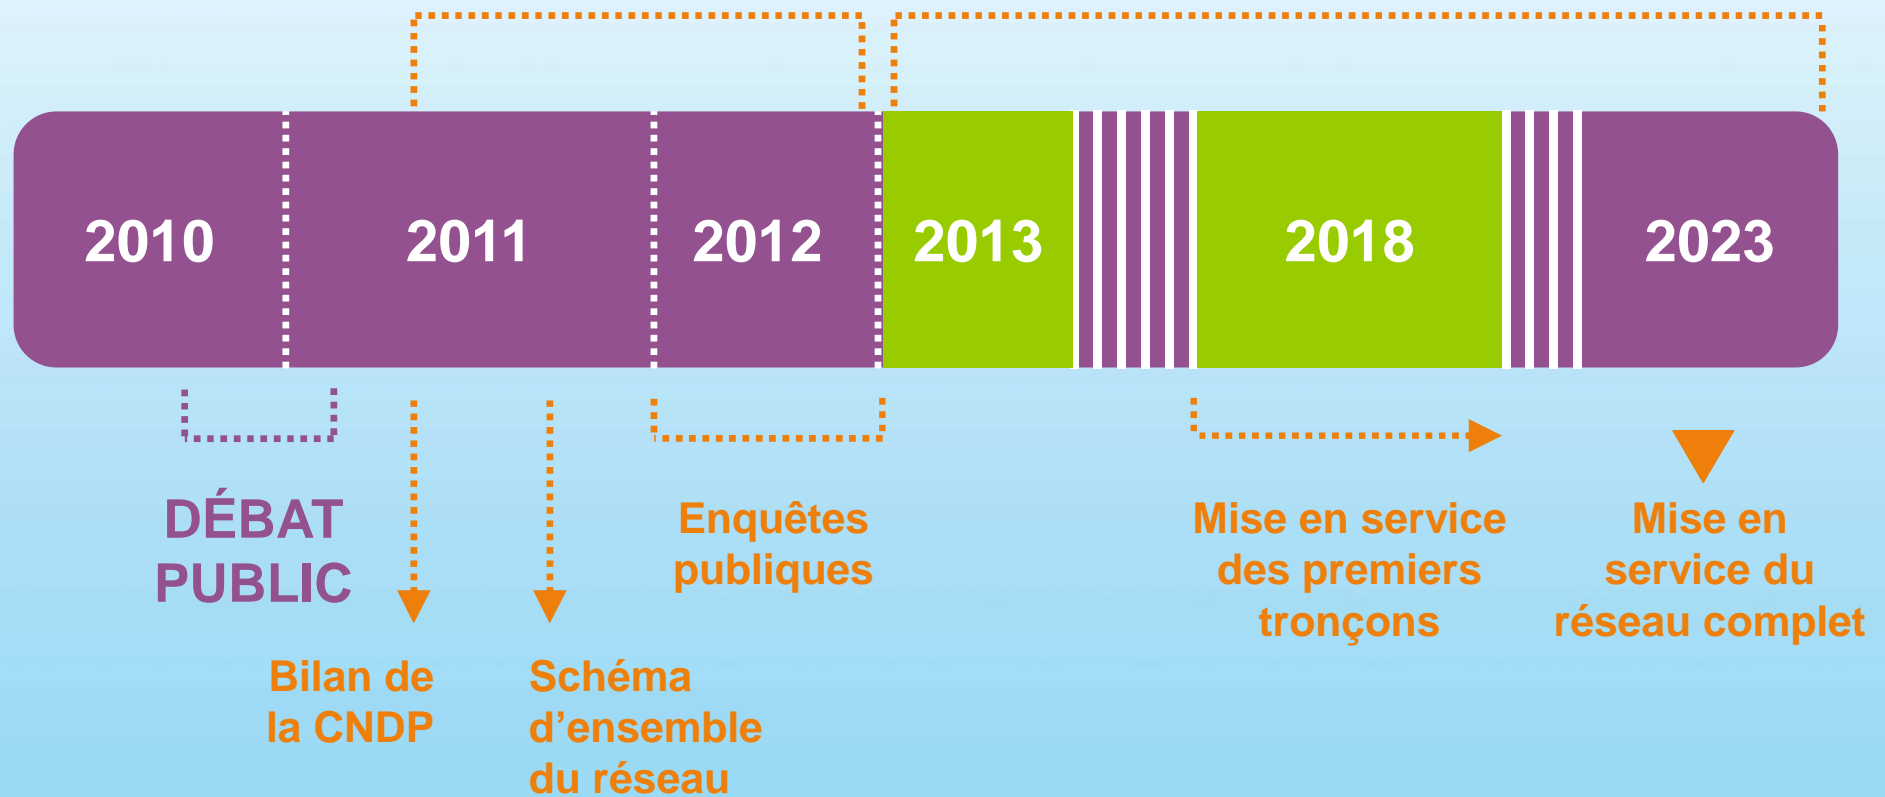 2010
2011
2012
2013
2018
2023
DÉBAT
PUBLIC
Bilan de
la CNDP
Schéma
d’ensemble
du réseau
Enquêtes
publiques
Mise en service
des premiers
tronçons
Mise en
service du
réseau complet